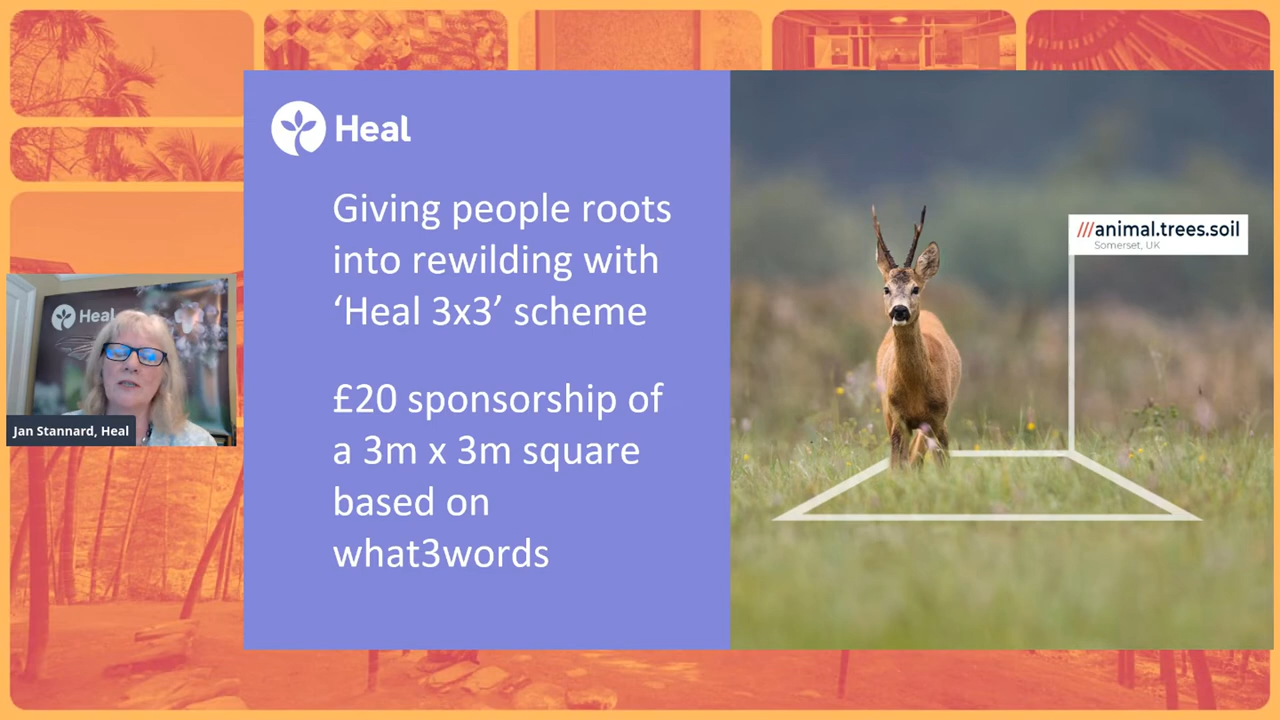 Heal
Giving people roots
into rewilding with
‘Heal 3x3’ scheme
£20 sponsorship of
a 3m x 3m square
based on
what3words
///animal.trees.soil
Somerset, UK
Heal
Jan Stannard, Heal